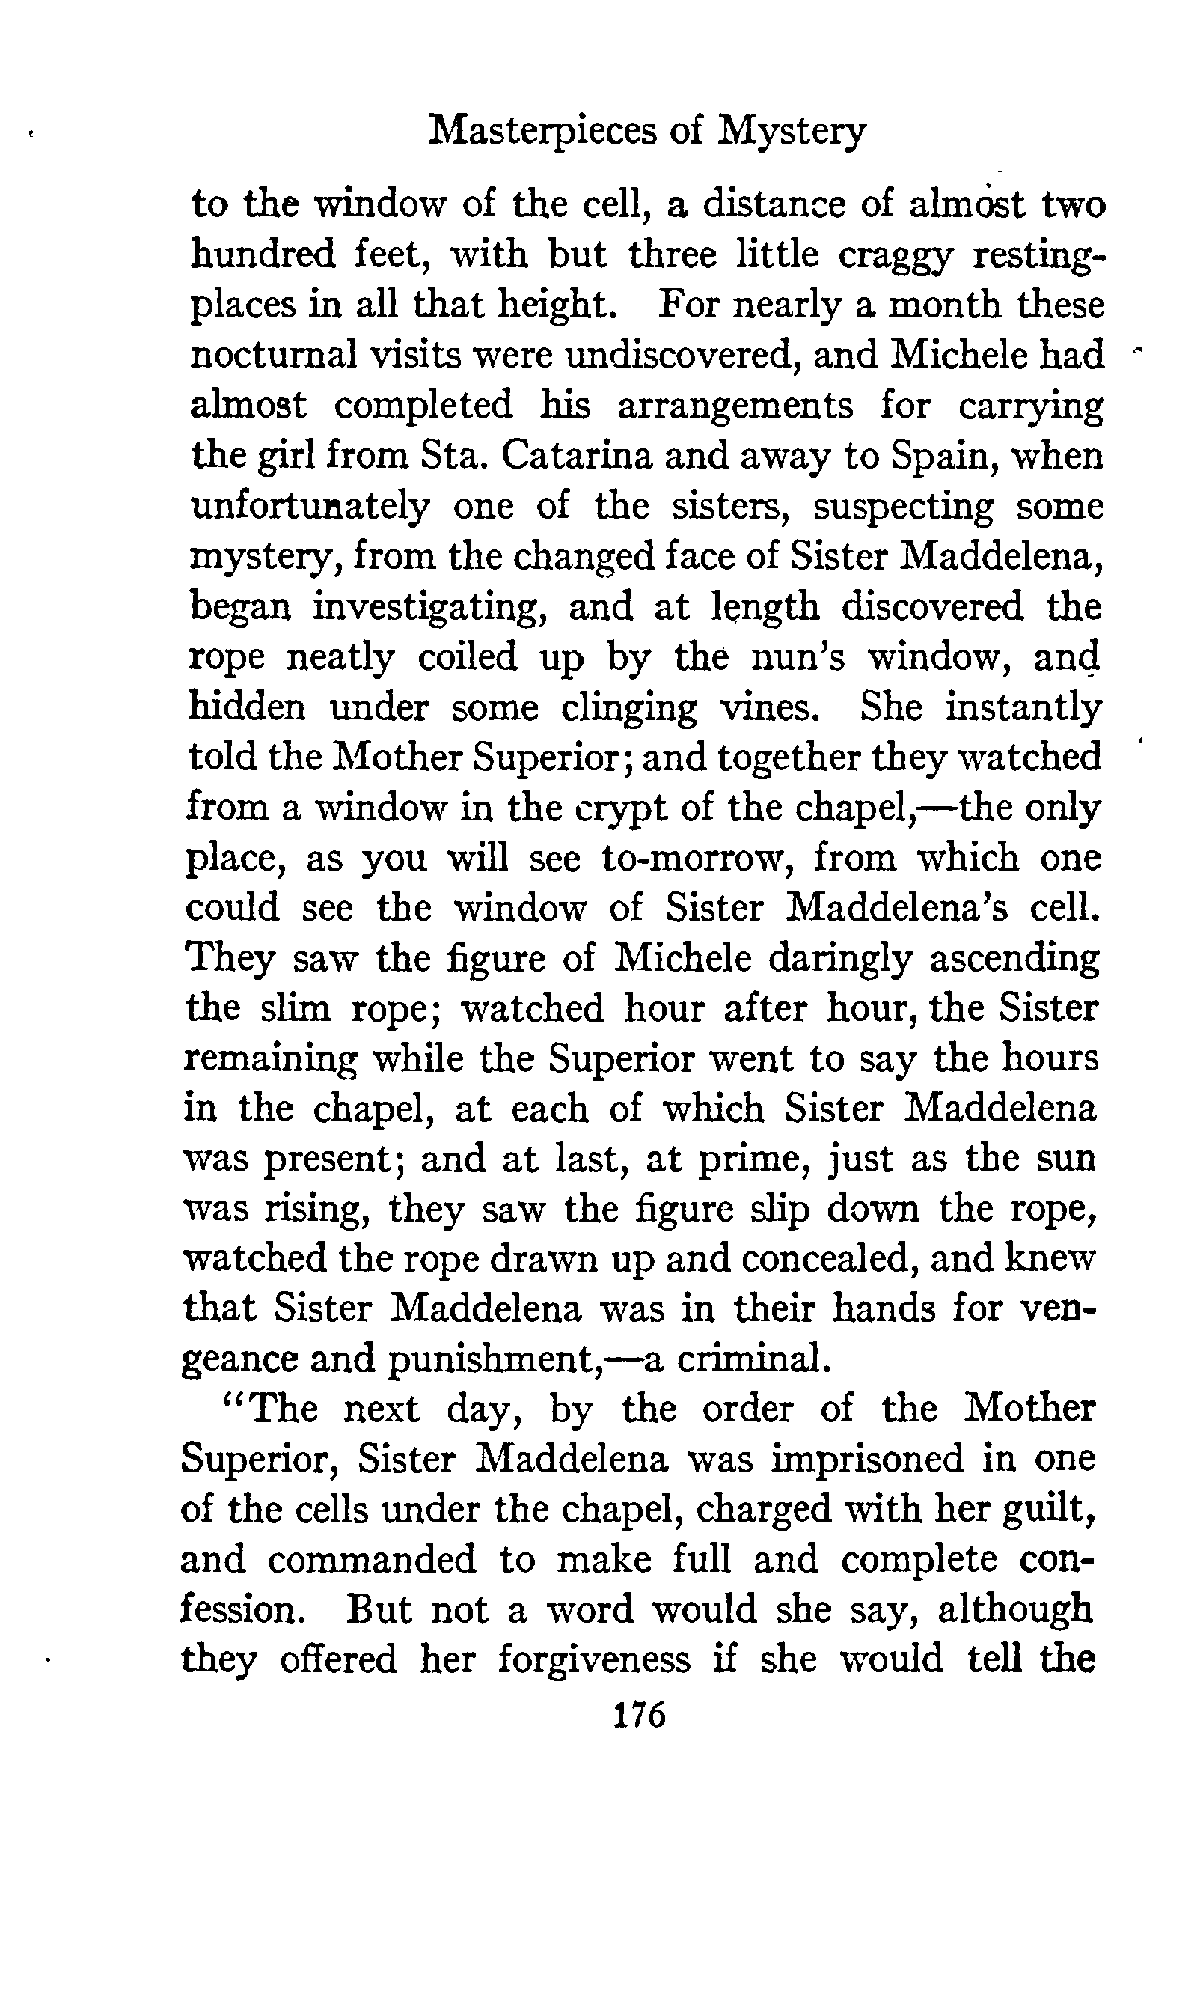 Masterpieces of Mystery
to the window of the cell, a distance of almost two
hundred feet, with but three little craggy resting-
places in all that height. For nearly a month these
nocturnal visits were undiscovered, and Michele had
almost completed his arrangements for carrying
the girl from Sta. Catarina and away to Spain, when
unfortunately one of the sisters, suspecting some
mystery, from the changed face of Sister Maddelena,
began investigating, and at length discovered the
rope neatly coiled up by the nun's window, and
hidden under some clinging vines. She instantly
told the Mother Superior; and together they watched
from a window in the crypt of the chapel,—the only
place, as you will see to-morrow, from which one
could see the window of Sister Maddelena's cell.
They saw the figure of Michele daringly ascending
the slim rope; watched hour after hour, the Sister
remaining while the Superior went to say the hours
in the chapel, at each of which Sister Maddelena
was present; and at last, at prime, just as the sun
was rising, they saw the figure slip down the rope,
watched the rope drawn up and concealed, and knew
that Sister Maddelena was in their hands for ven-
geance and punishment,—a criminal.
"The next day, by the order of the Mother
Superior, Sister Maddelena was imprisoned in one
of the cells under the chapel, charged with her guilt,
and commanded to make full and complete con-
fession. But not a word would she say, although
they offered her forgiveness if she would tell the
176